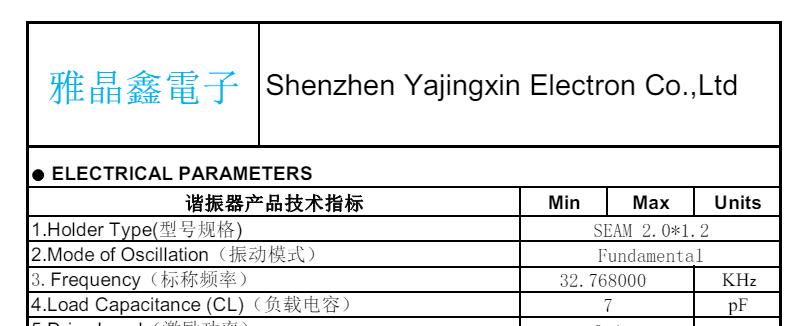 雅晶鑫電子
Shenzhen Yajingxin Electron Co.,Ltd
● ELECTRICAL PARAMETERS
谐振器产品技术指标 Min Max Units
1.Holder Type(型号规格) SEAM 2.0*1.2
2.Mode of Oscillation（振动模式） Fundamental
3. Frequency（标称频率） 32.768000 KHz
4.Load Capacitance (CL)（负载电容） 7 pF